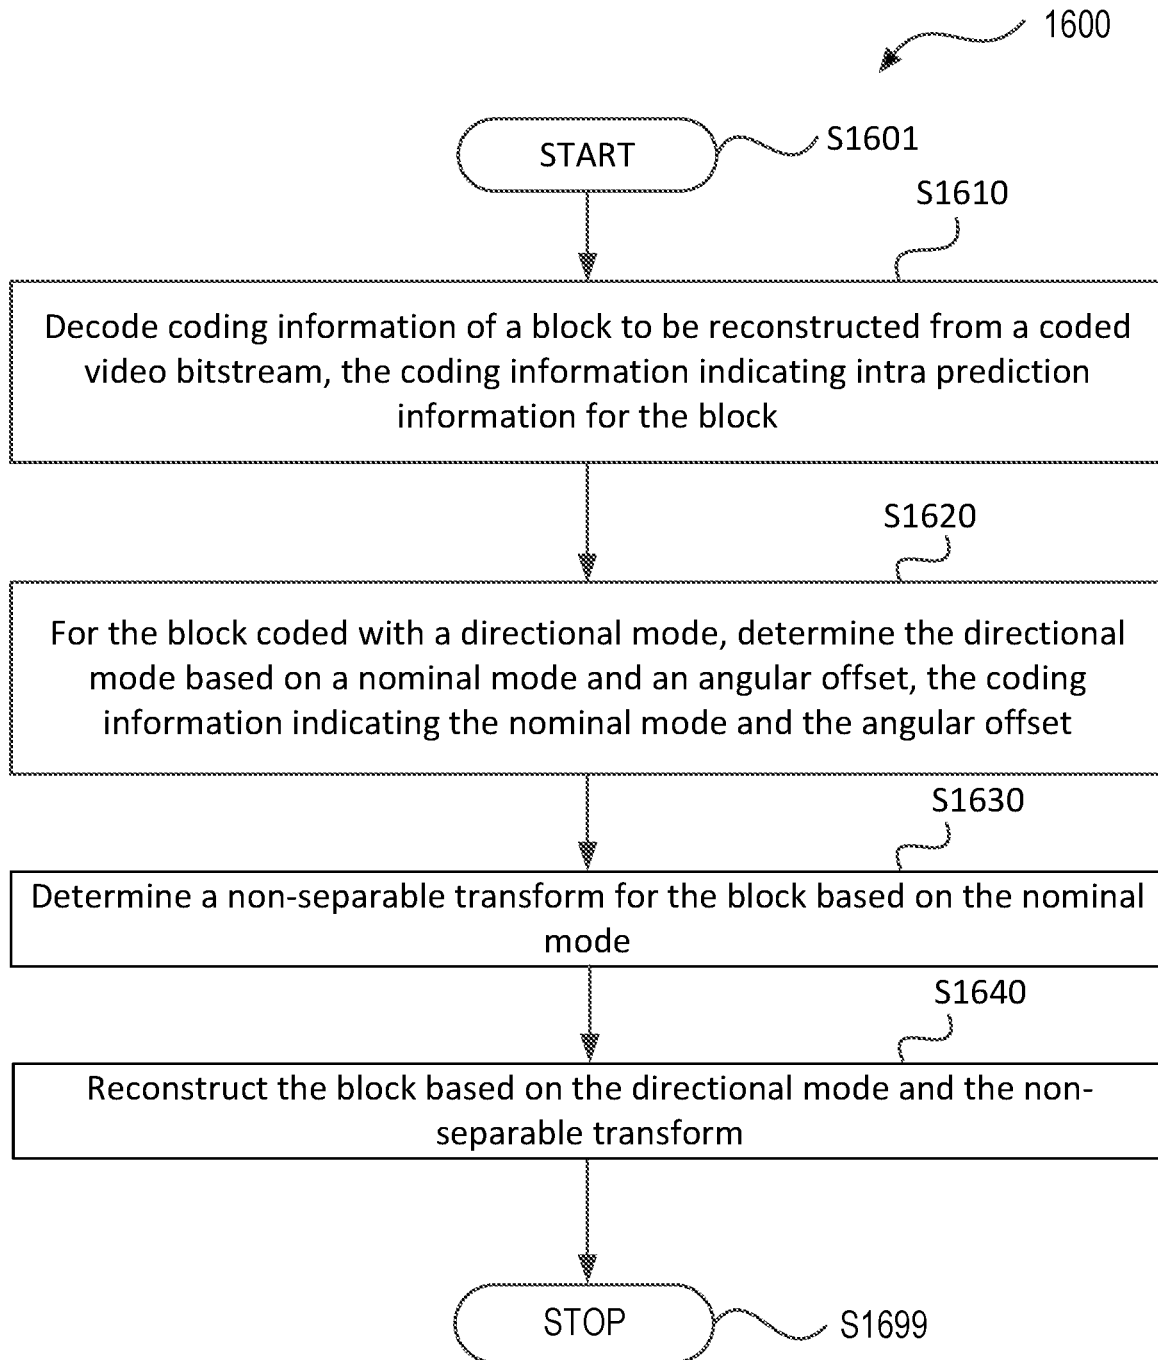 1600
START
S1601
S1610
Decode coding information of a block to be reconstructed from a coded
video bitstream, the coding information indicating intra prediction
information for the block
S1620
For the block coded with a directional mode, determine the directional
mode based on a nominal mode and an angular offset, the coding
information indicating the nominal mode and the angular offset
S1630
Determine a non-separable transform for the block based on the nominal
mode
S1640
Reconstruct the block based on the directional mode and the non-
separable transform
STOP
S1699